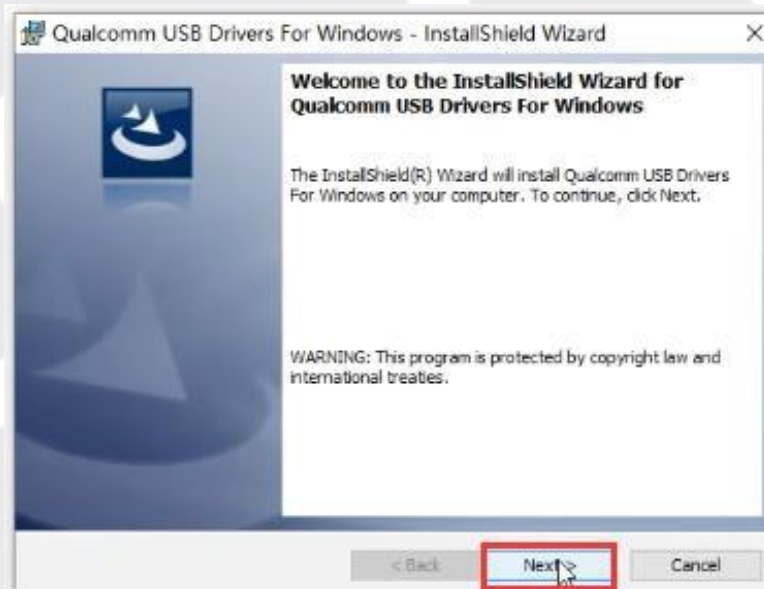 Qualcomm USB Drivers For Windows - InstallShield Wizard
Welcome to the InstallShield Wizard for
Qualcomm USB Drivers For Windows
The InstallShield(R) Wizard will install Qualcomm USB Drivers
For Windows on your computer. To continue, click Next.
WARNING: This program is protected by copyright law and
international treaties.
< Back Next > Cancel